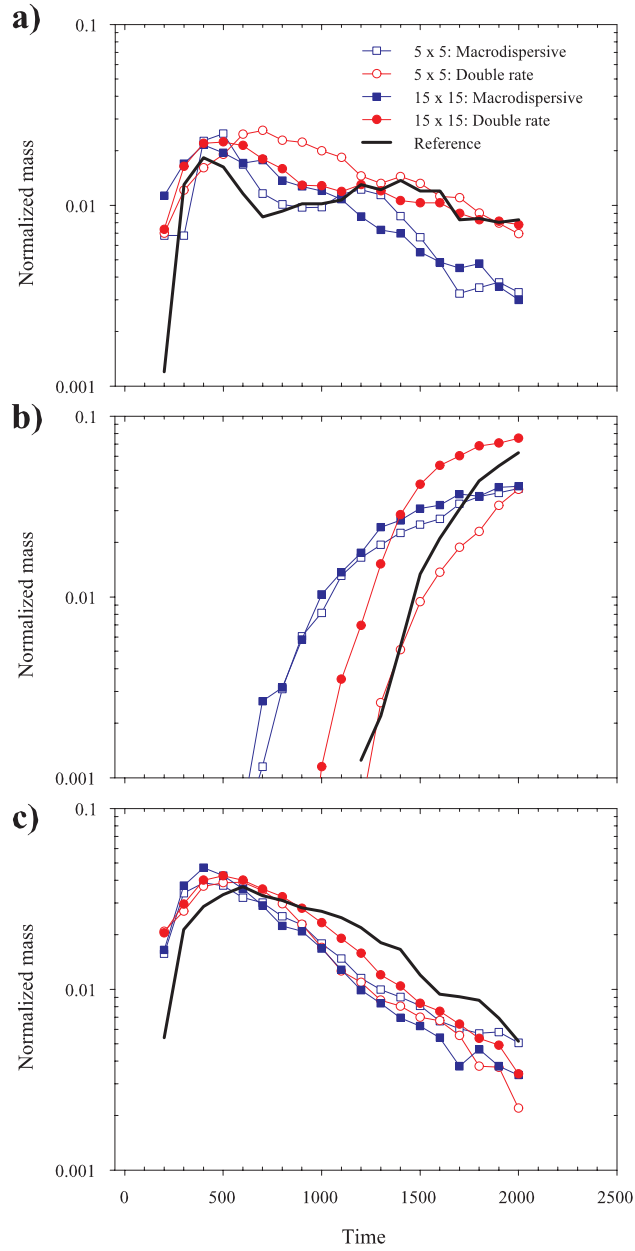 a)
0.1
5 x 5: Macrodispersive
5 x 5: Double rate
15 x 15: Macrodispersive
15 x 15: Double rate
Reference
Normalized mass
0.01
0.001
b)
0.1
Normalized mass
0.01
0.001
c)
0.1
Normalized mass
0.01
0.001
0 500 1000 1500 2000 2500
Time